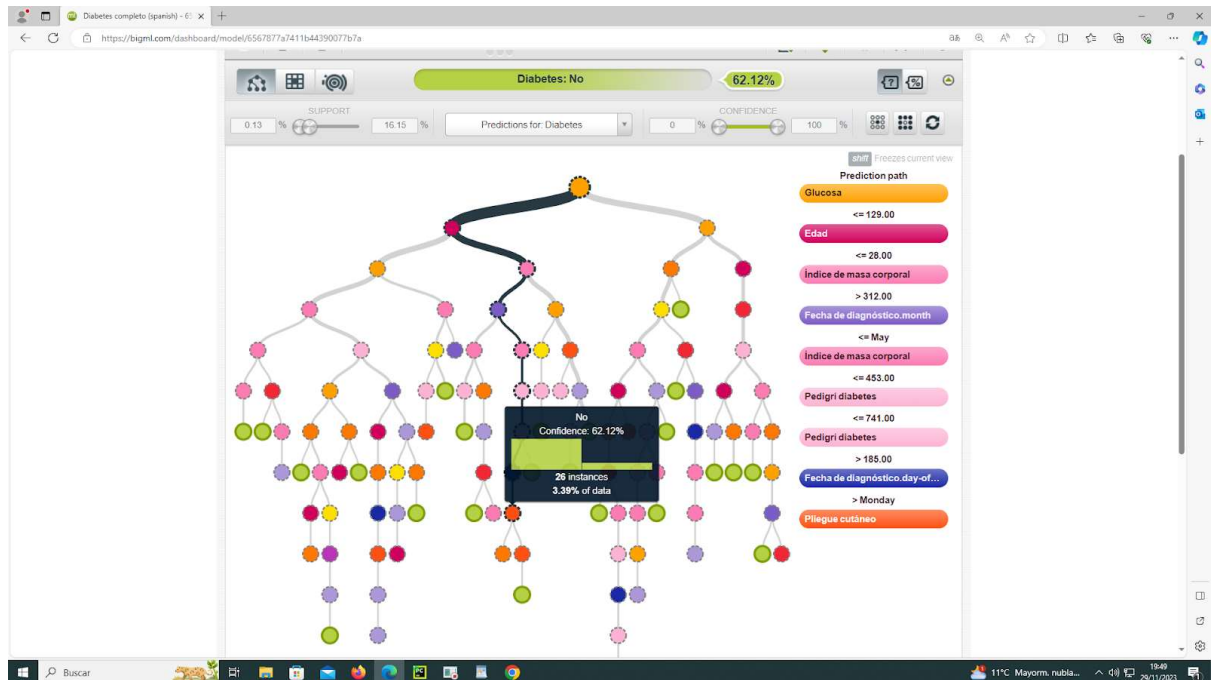 Diabetes completo (spanish) - 6
https://bigml.com/dashboard/model/6567877a7411b44390077b7a
Diabetes: No
62.12%
SUPPORT
0.13 %
16.15 %
Predictions for: Diabetes
CONFIDENCE
0 %
100 %
shift Freezes current view
Prediction path
Glucosa
<= 129.00
Edad
<= 28.00
Índice de masa corporal
> 312.00
Fecha de diagnóstico.month
<= May
Índice de masa corporal
<= 453.00
Pedigrí diabetes
<= 741.00
Pedigrí diabetes
> 185.00
Fecha de diagnóstico.day-of...
> Monday
Pliegue cutáneo
No
Confidence: 62.12%
26 instances
3.39% of data
Buscar
11°C Mayorm. nubla...
19:49
29/11/2023